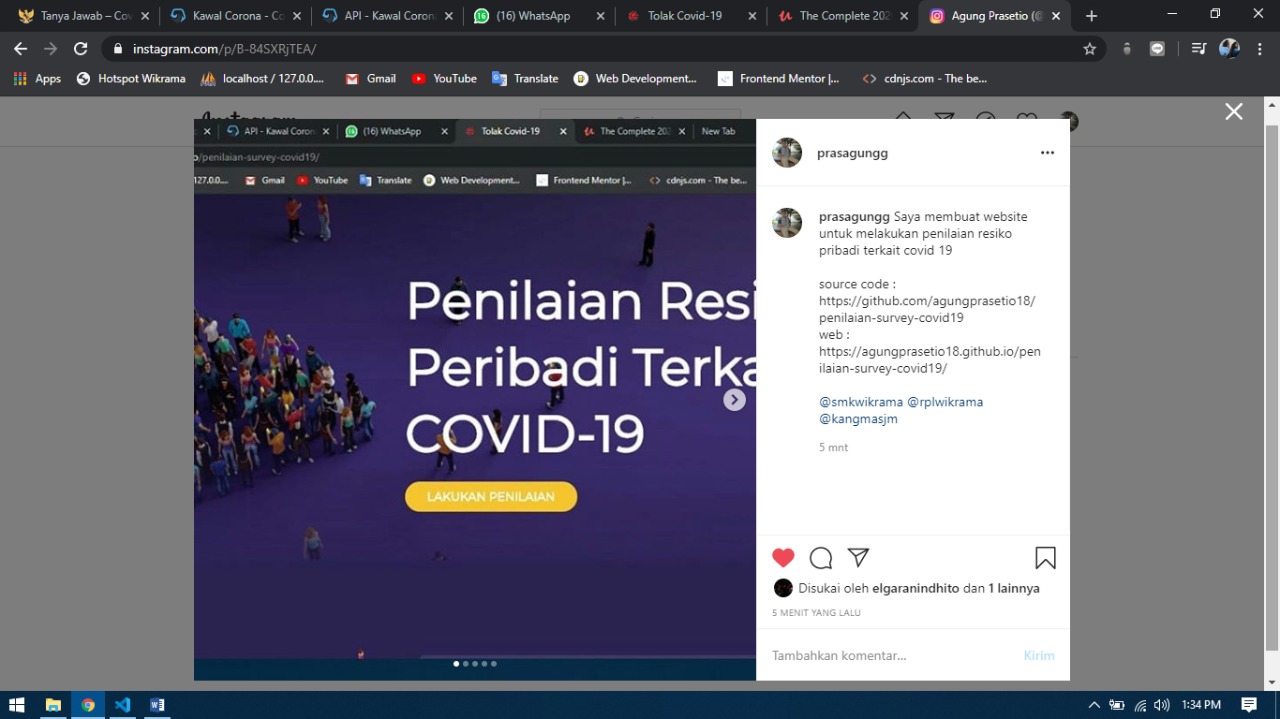 Tanya Jawab – Cov
Kawal Corona - Co
API - Kawal Corona
(16) WhatsApp
Tolak Covid-19
The Complete 202
Agung Prasetio (@
instagram.com/p/B-84SXRjTEA/
Apps
Hotspot Wikrama
localhost / 127.0.0....
Gmail
YouTube
Translate
Web Development...
Frontend Mentor |...
cdnjs.com - The be...
API - Kawal Coron
(16) WhatsApp
Tolak Covid-19
The Complete 202
New Tab
o/penilaian-survey-covid19/
127.0.0....
Gmail
YouTube
Translate
Web Development...
Frontend Mentor |...
cdnjs.com - The be...
Penilaian Resi
Peribadi Terka
COVID-19
LAKUKAN PENILAIAN
prasagungg
prasagungg Saya membuat website
untuk melakukan penilaian resiko
pribadi terkait covid 19
source code :
https://github.com/agungprasetio18/
penilaian-survey-covid19
web :
https://agungprasetio18.github.io/pen
ilaian-survey-covid19/
@smkwikrama @rplwikrama
@kangmasjm
5 mnt
Disukai oleh elgaranindhito dan 1 lainnya
5 MENIT YANG LALU
Tambahkan komentar...
Kirim
1:34 PM